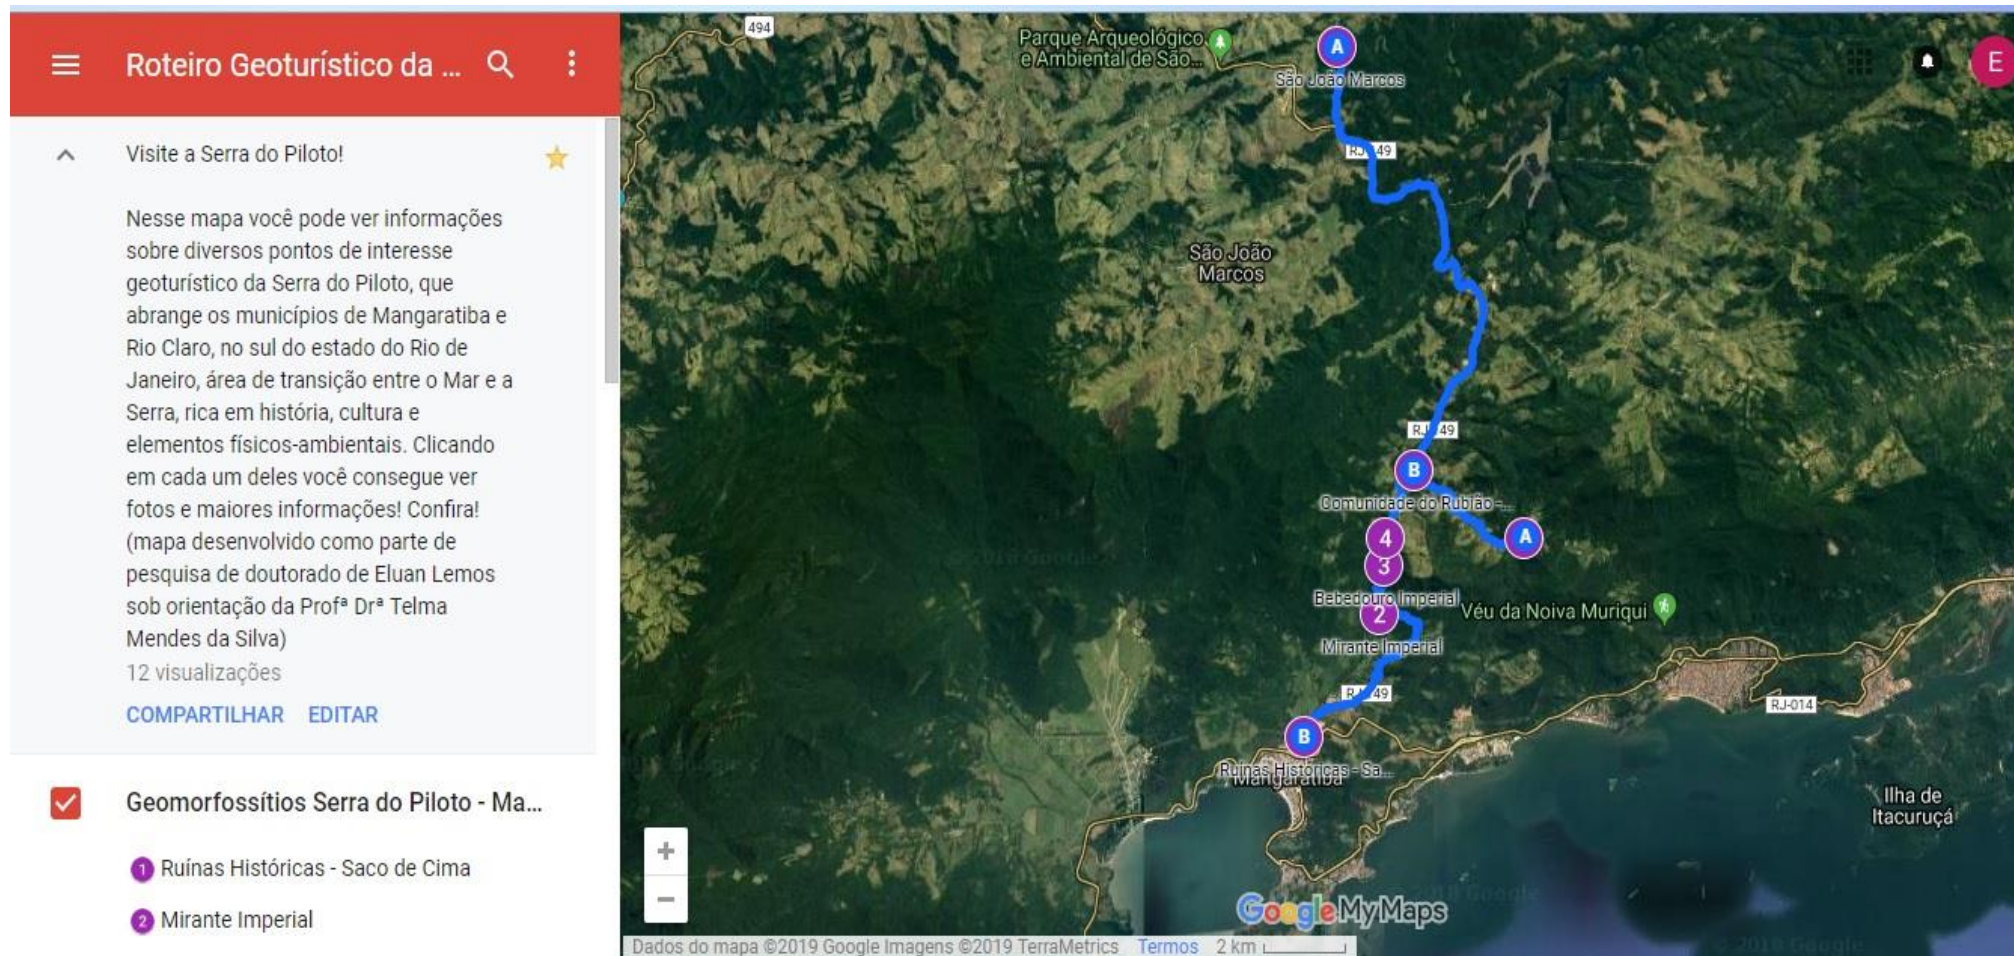 Roteiro Geoturístico da ...
Visite a Serra do Piloto!
Nesse mapa você pode ver informações
sobre diversos pontos de interesse
geoturístico da Serra do Piloto, que
abrange os municípios de Mangaratiba e
Rio Claro, no sul do estado do Rio de
Janeiro, área de transição entre o Mar e a
Serra, rica em história, cultura e
elementos físicos-ambientais. Clicando
em cada um deles você consegue ver
fotos e maiores informações! Confira!
(mapa desenvolvido como parte de
pesquisa de doutorado de Eluan Lemos
sob orientação da Profª Drª Telma
Mendes da Silva)
12 visualizações
COMPARTILHAR EDITAR
Geomorfossítios Serra do Piloto - Ma...
1 Ruínas Históricas - Saco de Cima
2 Mirante Imperial
494
Parque Arqueológico
e Ambiental de São...
A
São João Marcos
E
São João
Marcos
B
Comunidade do Rubião -...
A
4
3
Bebedouro Imperial
2
Mirante Imperial
Véu da Noiva Muriqui
RJ-014
B
Ruínas Históricas - Sa...
Mangaratiba
Ilha de
Itacuruçá
Google My Maps
Dados do mapa ©2019 Google Imagens ©2019 TerraMetrics Termos 2 km